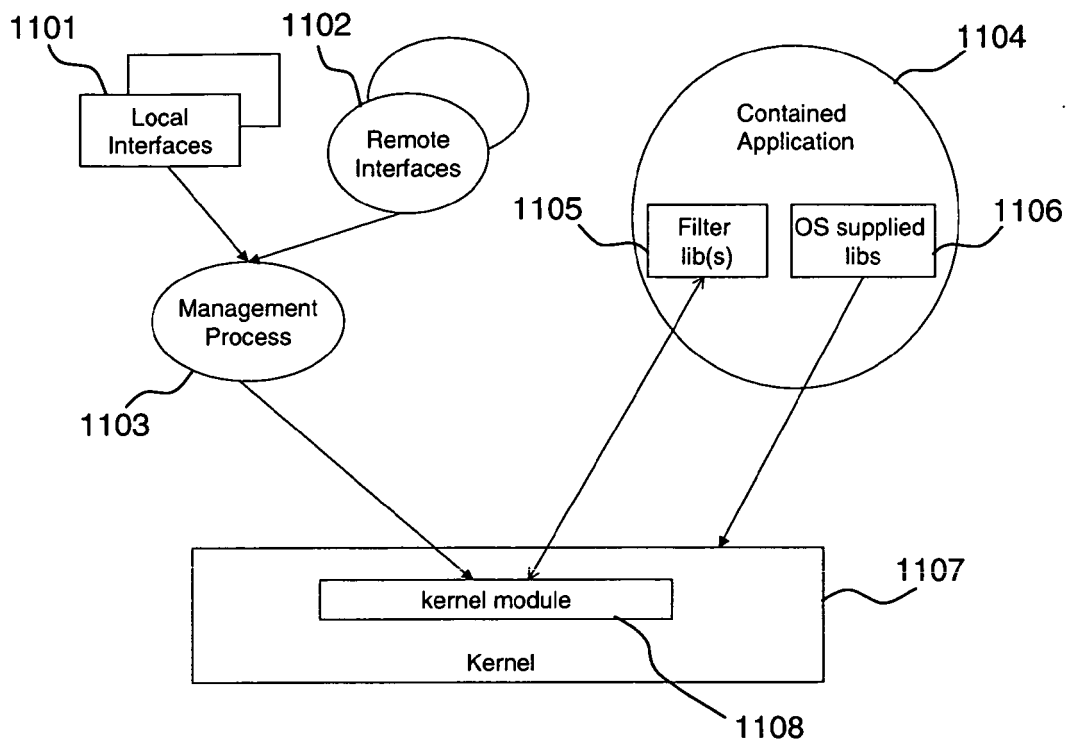 1101
1102
1104
Local
Interfaces
Remote
Interfaces
Contained
Application
1105
Filter
lib(s)
OS supplied
libs
1106
Management
Process
1103
kernel module
Kernel
1107
1108